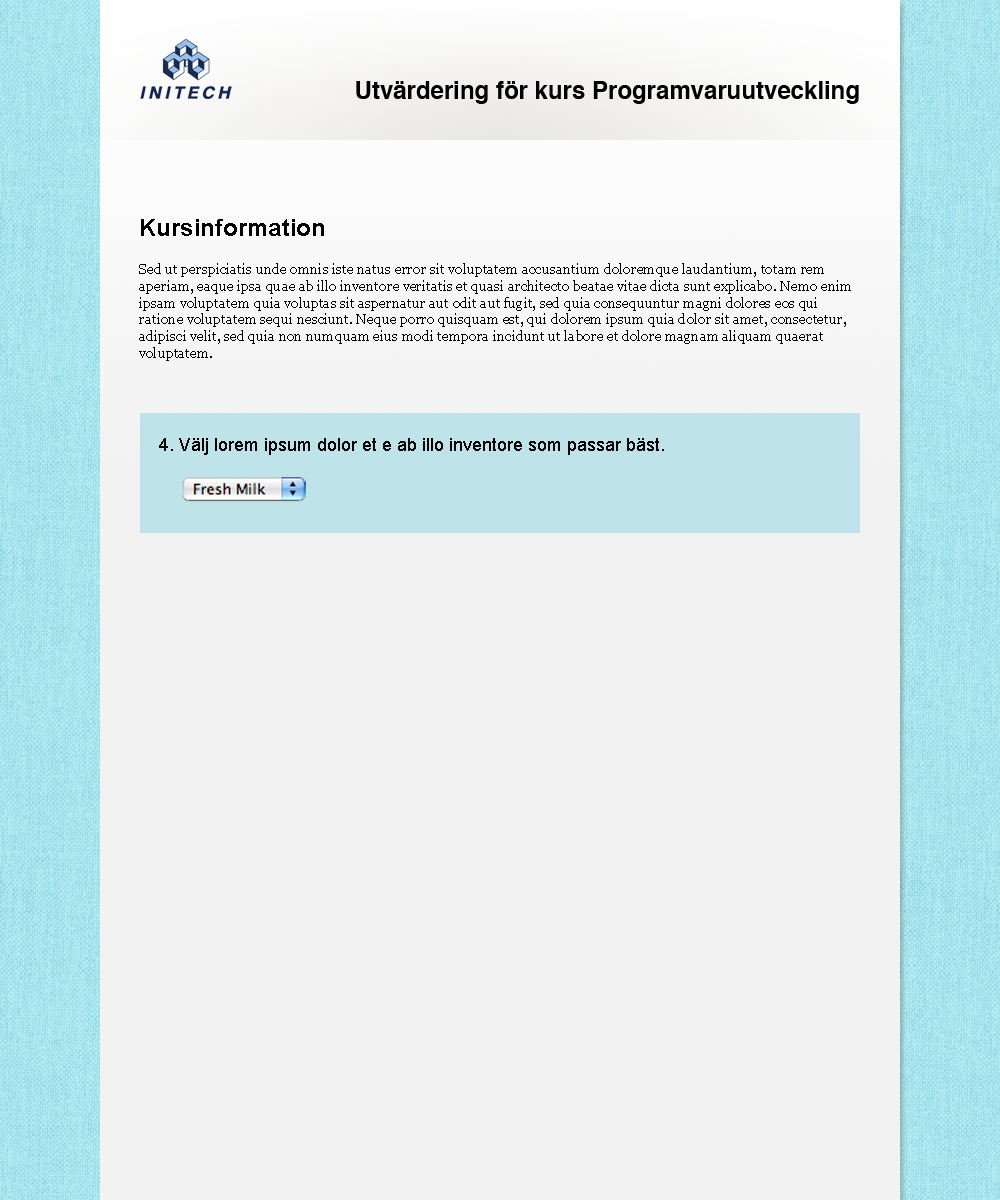 INITECH
Utvärdering för kurs Programvaruutveckling
Kursinformation
Sed ut perspiciatis unde omnis iste natus error sit voluptatem accusantium doloremque laudantium, totam rem
aperiam, eaque ipsa quae ab illo inventore veritatis et quasi architecto beatae vitae dicta sunt explicabo. Nemo enim
ipsam voluptatem quia voluptas sit aspernatur aut odit aut fugit, sed quia consequuntur magni dolores eos qui
ratione voluptatem sequi nesciunt. Neque porro quisquam est, qui dolorem ipsum quia dolor sit amet, consectetur,
adipisci velit, sed quia non numquam eius modi tempora incidunt ut labore et dolore magnam aliquam quaerat
voluptatem.
4. Välj lorem ipsum dolor et e ab illo inventore som passar bäst.
Fresh Milk